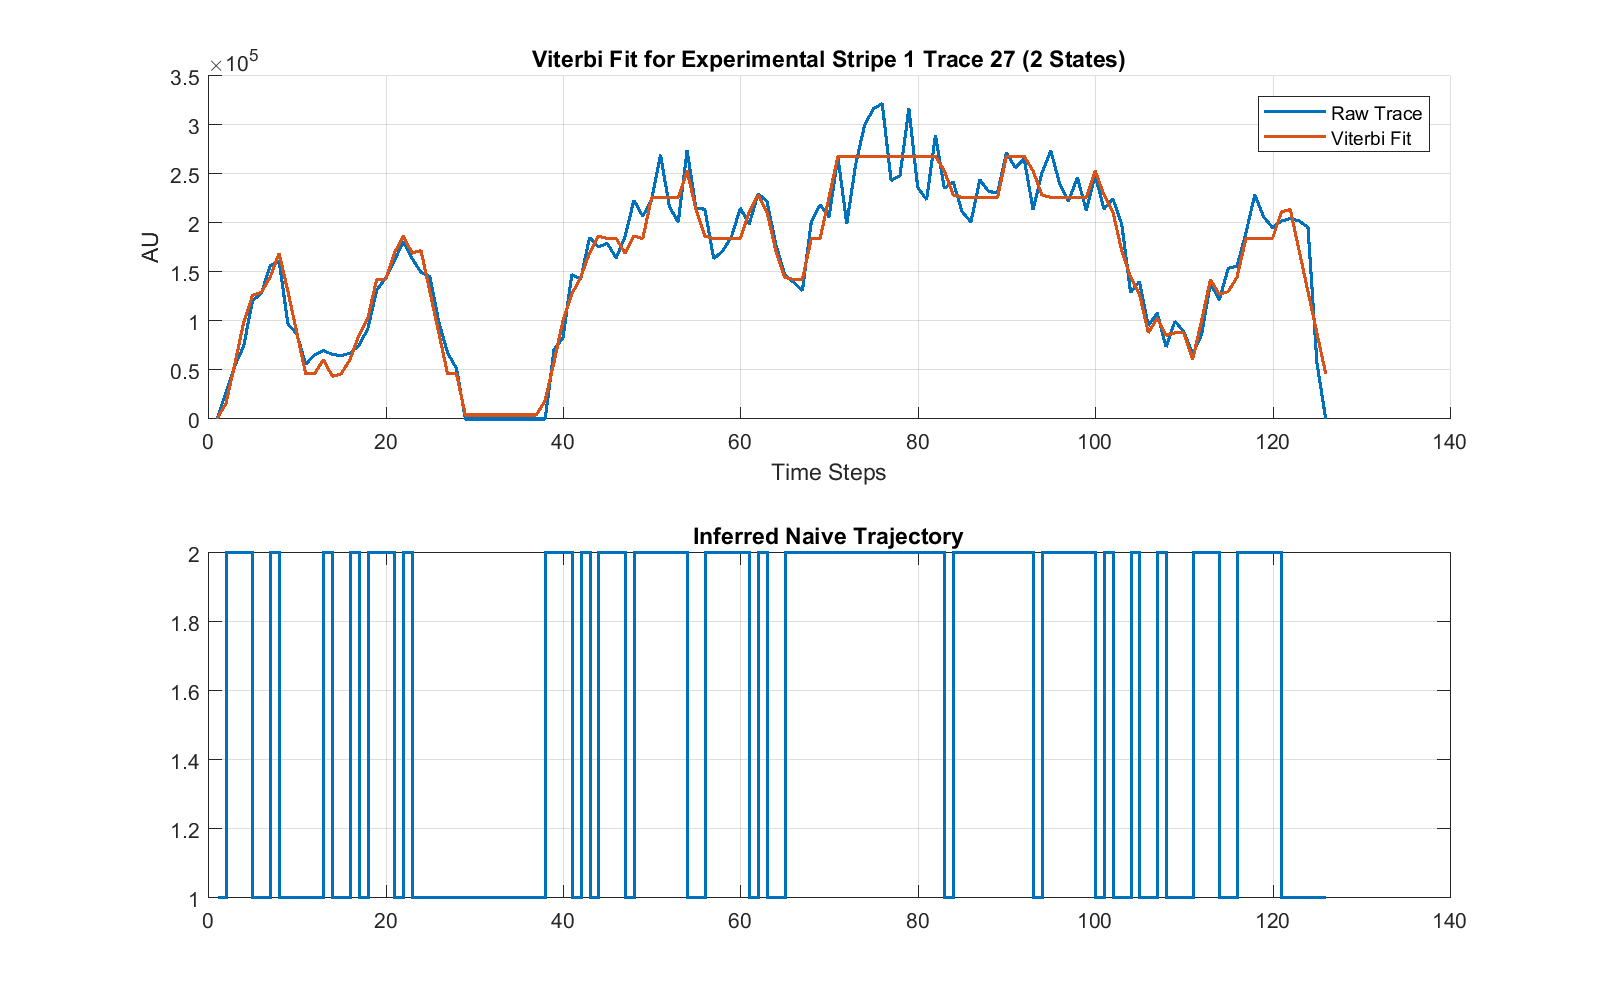 Viterbi Fit for Experimental Stripe 1 Trace 27 (2 States)
×10^5
3.5
3
2.5
2
1.5
1
0.5
0
AU
Raw Trace
Viterbi Fit
0 20 40 60 80 100 120 140
Time Steps
Inferred Naive Trajectory
2
1.8
1.6
1.4
1.2
1
0 20 40 60 80 100 120 140